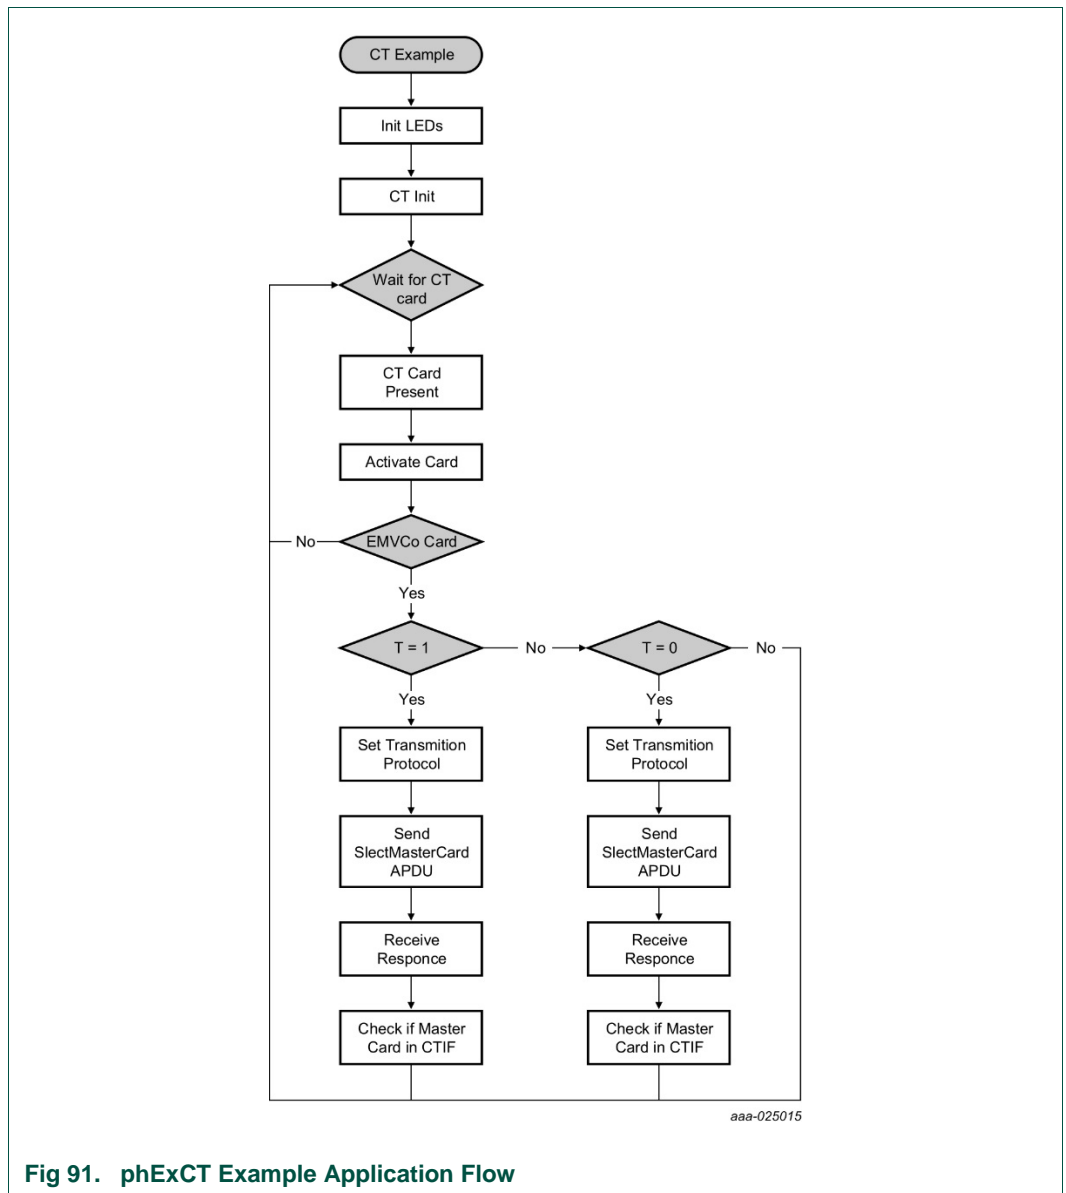 CT Example
Init LEDs
CT Init
Wait for CT
card
CT Card
Present
Activate Card
No
EMVCo Card
Yes
T = 1
No
T = 0
No
Yes
Yes
Set Transmition
Protocol
Set Transmition
Protocol
Send
SlectMasterCard
APDU
Send
SlectMasterCard
APDU
Receive
Responce
Receive
Responce
Check if Master
Card in CTIF
Check if Master
Card in CTIF
aaa-025015
Fig 91. phExCT Example Application Flow